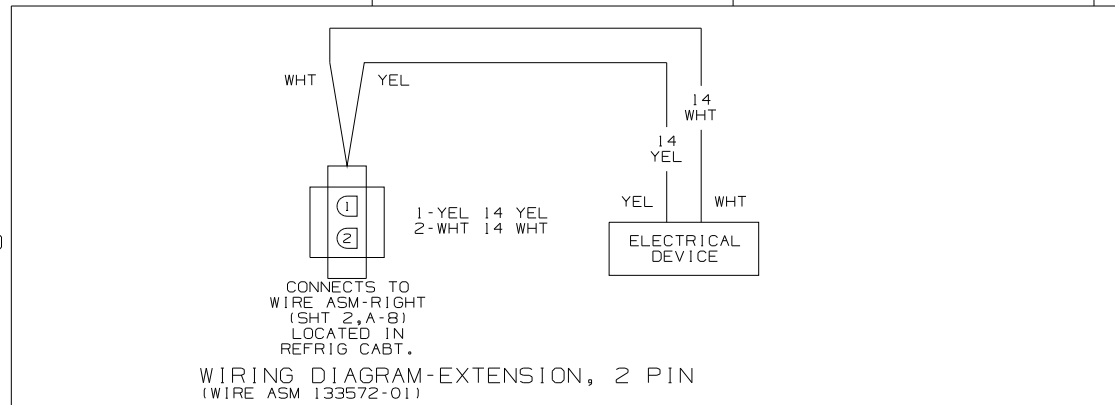 WHT YEL
14
WHT
14
YEL
YEL WHT
1
2
1-YEL 14 YEL
2-WHT 14 WHT
ELECTRICAL
DEVICE
CONNECTS TO
WIRE ASM-RIGHT
(SHT 2,A-8)
LOCATED IN
REFRIG CABT.
WIRING DIAGRAM-EXTENSION, 2 PIN
(WIRE ASM 133572-01)